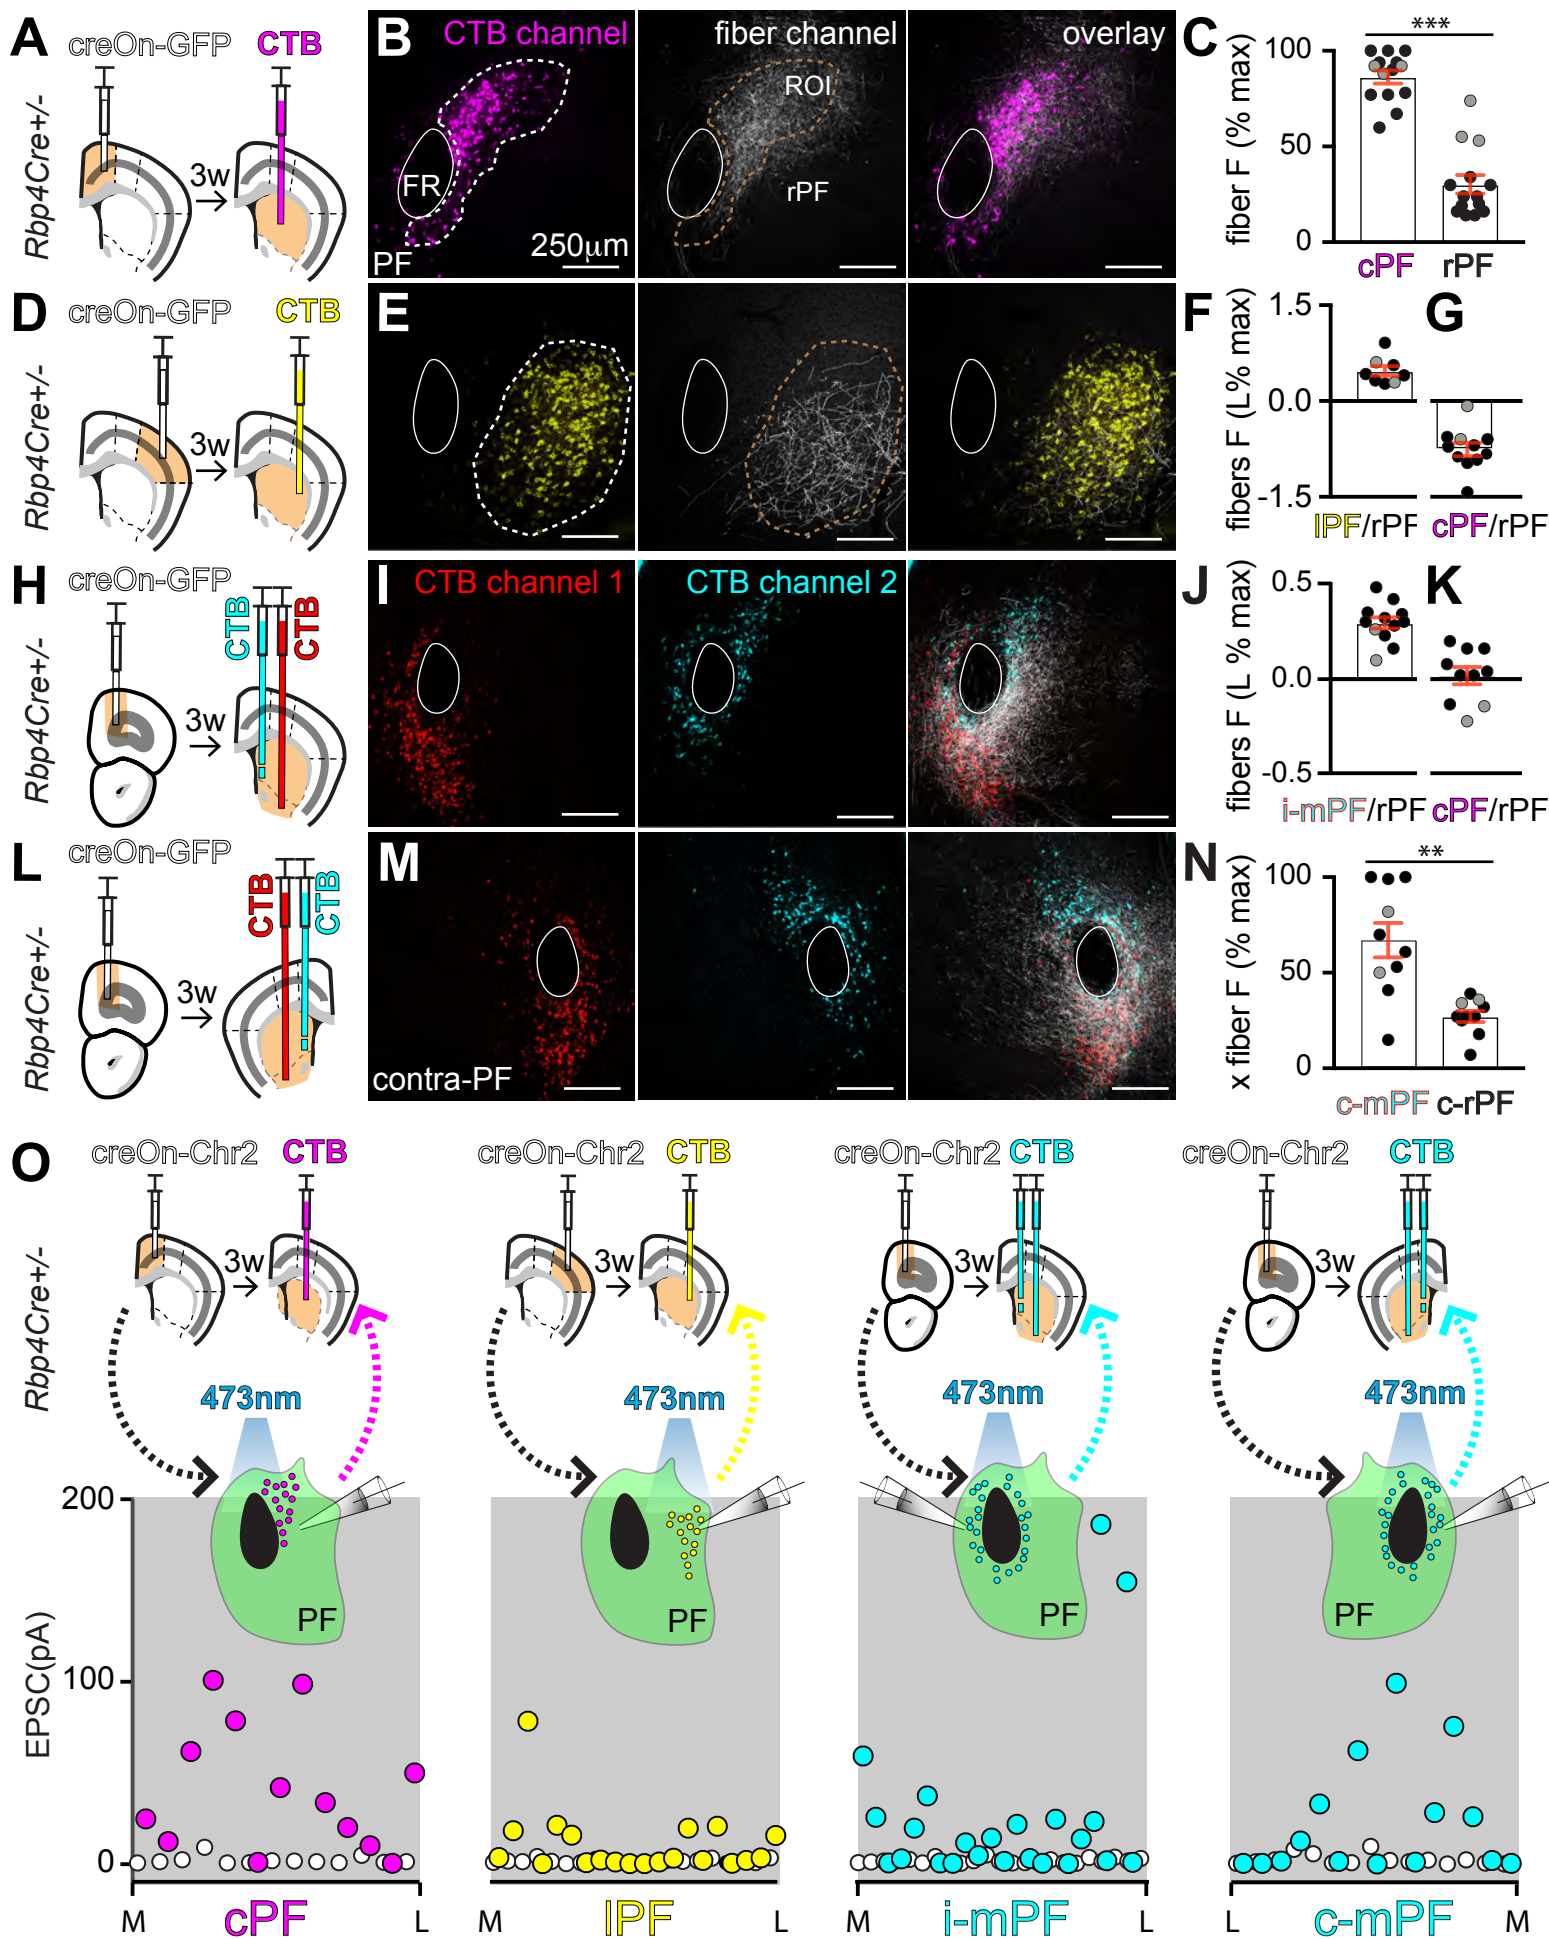 A
creOn-GFP
CTB
Rbp4Cre+/-
3w
B
CTB channel
fiber channel
overlay
ROI
FR
rPF
250μm
PF
C
***
fiber F (% max)
100
50
0
cPF
rPF
D
creOn-GFP
CTB
Rbp4Cre+/-
3w
E
F
fibers F (L% max)
1.5
0.0
-1.5
lPF/rPF
G
cPF/rPF
H
creOn-GFP
CTB
CTB
Rbp4Cre+/-
3w
I
CTB channel 1
CTB channel 2
J
fibers F (L % max)
0.5
0.0
-0.5
i-mPF/rPF
K
cPF/rPF
L
creOn-GFP
CTB
CTB
Rbp4Cre+/-
3w
M
contra-PF
N
**
x fiber F (% max)
100
50
0
c-mPF
c-rPF
O
creOn-Chr2
CTB
creOn-Chr2
CTB
creOn-Chr2
CTB
creOn-Chr2
CTB
Rbp4Cre+/-
3w
3w
3w
3w
473nm
473nm
473nm
473nm
PF
PF
PF
PF
EPSC(pA)
200
100
0
M
cPF
L
M
lPF
L
M
i-mPF
L
L
c-mPF
M